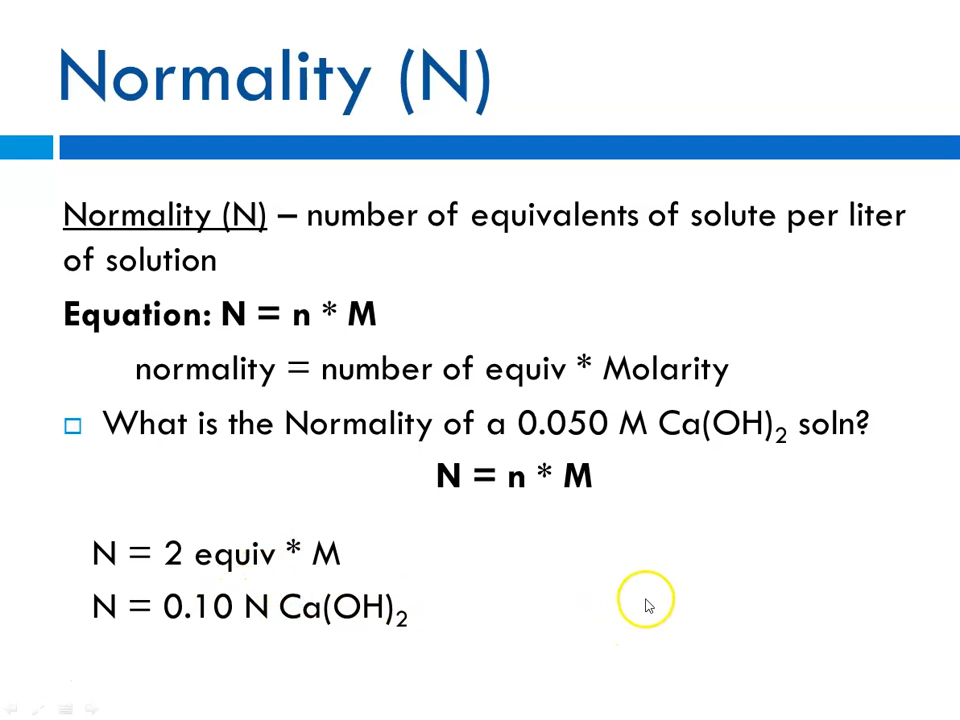 Normality (N)
Normality (N) – number of equivalents of solute per liter
of solution
Equation: N = n * M
normality = number of equiv * Molarity
What is the Normality of a 0.050 M Ca(OH)₂ soln?
N = n * M
N = 2 equiv * M
N = 0.10 N Ca(OH)₂